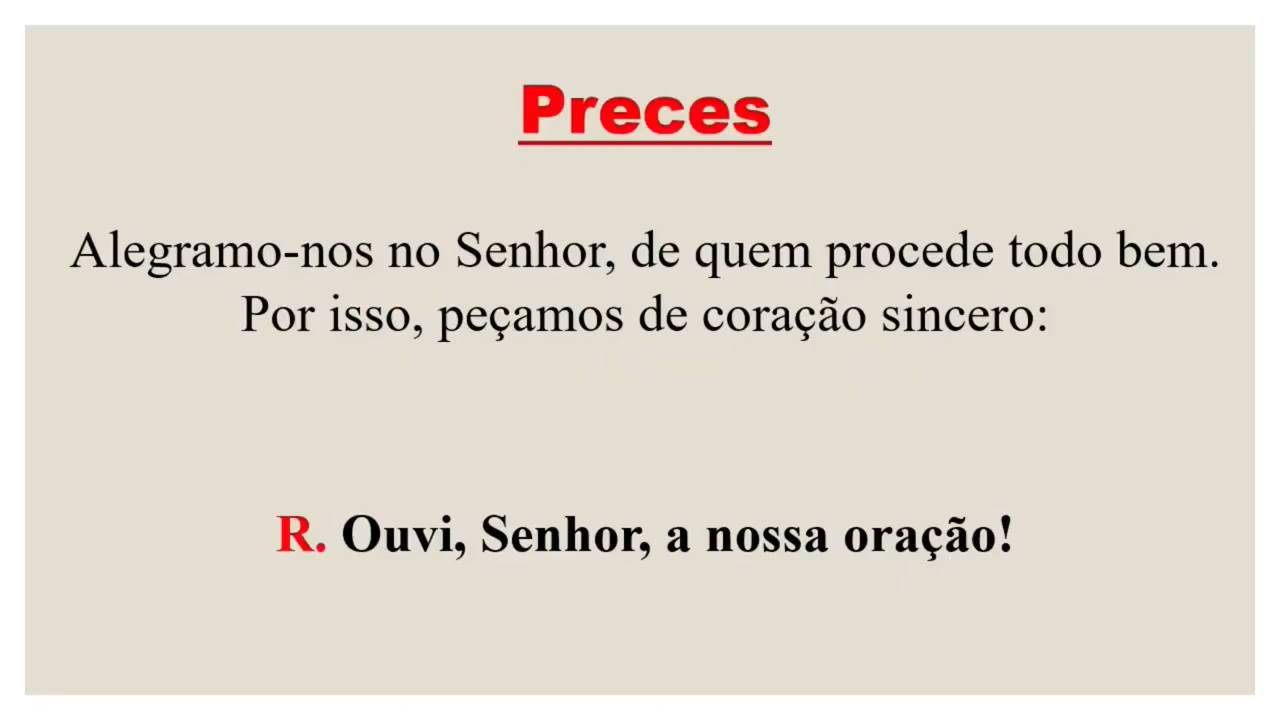 Preces
Alegramo-nos no Senhor, de quem procede todo bem.
Por isso, peçamos de coração sincero:
R. Ouvi, Senhor, a nossa oração!